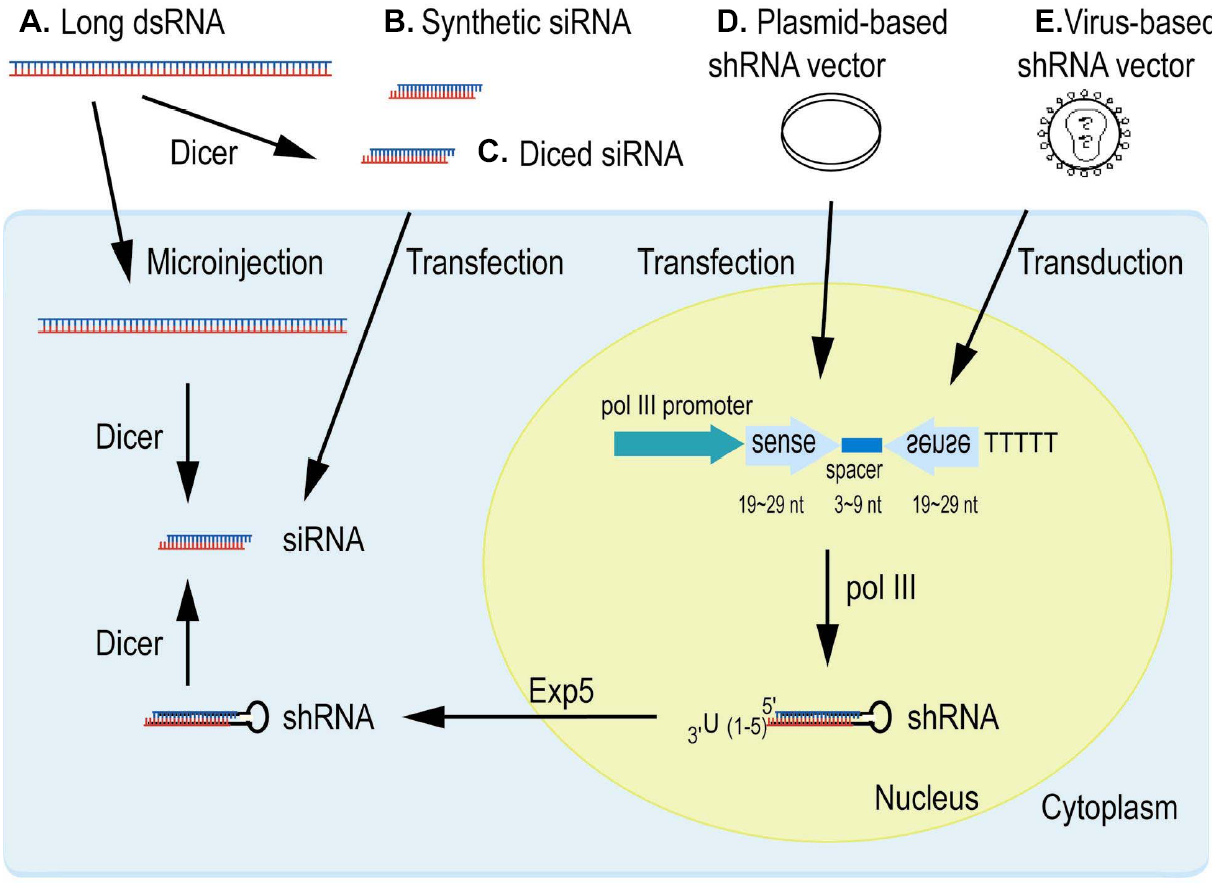 A. Long dsRNA
B. Synthetic siRNA
D. Plasmid-based
shRNA vector
E.Virus-based
shRNA vector
Dicer
C. Diced siRNA
Microinjection
Transfection
Transfection
Transduction
pol III promoter
Dicer
sense
sense
TTTTT
spacer
19~29 nt
3~9 nt
19~29 nt
siRNA
pol III
Dicer
Exp5
shRNA
3'U (1-5)
5'
shRNA
Nucleus
Cytoplasm